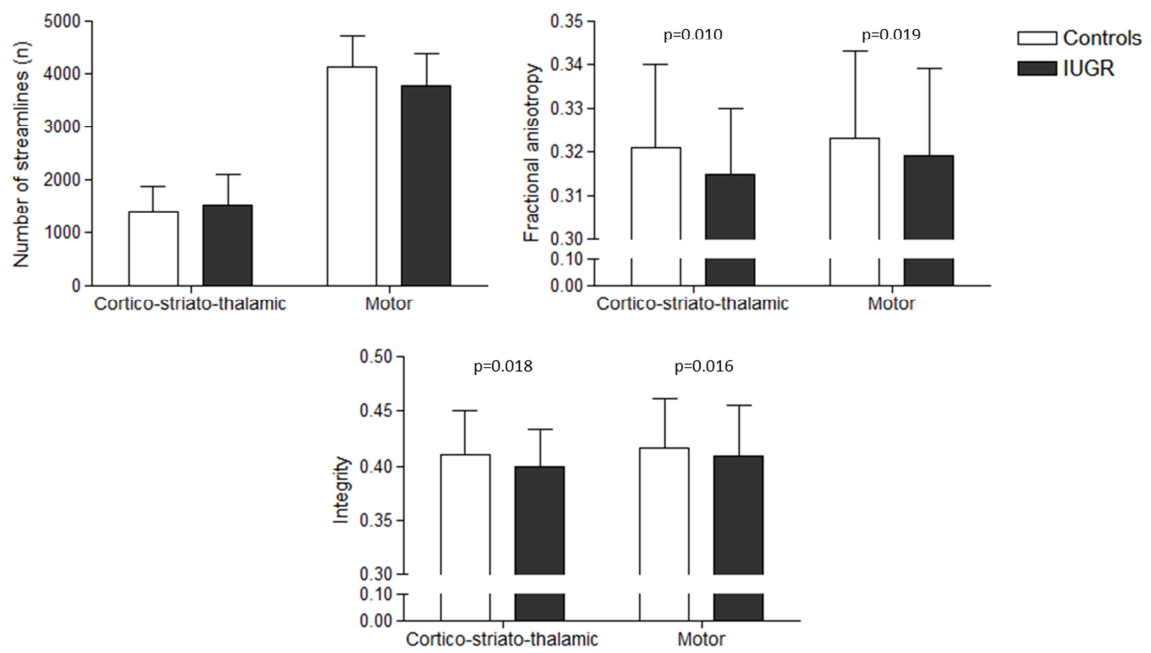 Number of streamlines (n)
5000
4000
3000
2000
1000
0
Cortico-striato-thalamic
Motor
Fractional anisotropy
0.35
0.34
0.33
0.32
0.31
0.30
0.10
0.00
p=0.010
p=0.019
Cortico-striato-thalamic
Motor
Controls
IUGR
Integrity
0.50
0.45
0.40
0.35
0.30
0.10
0.00
p=0.018
p=0.016
Cortico-striato-thalamic
Motor